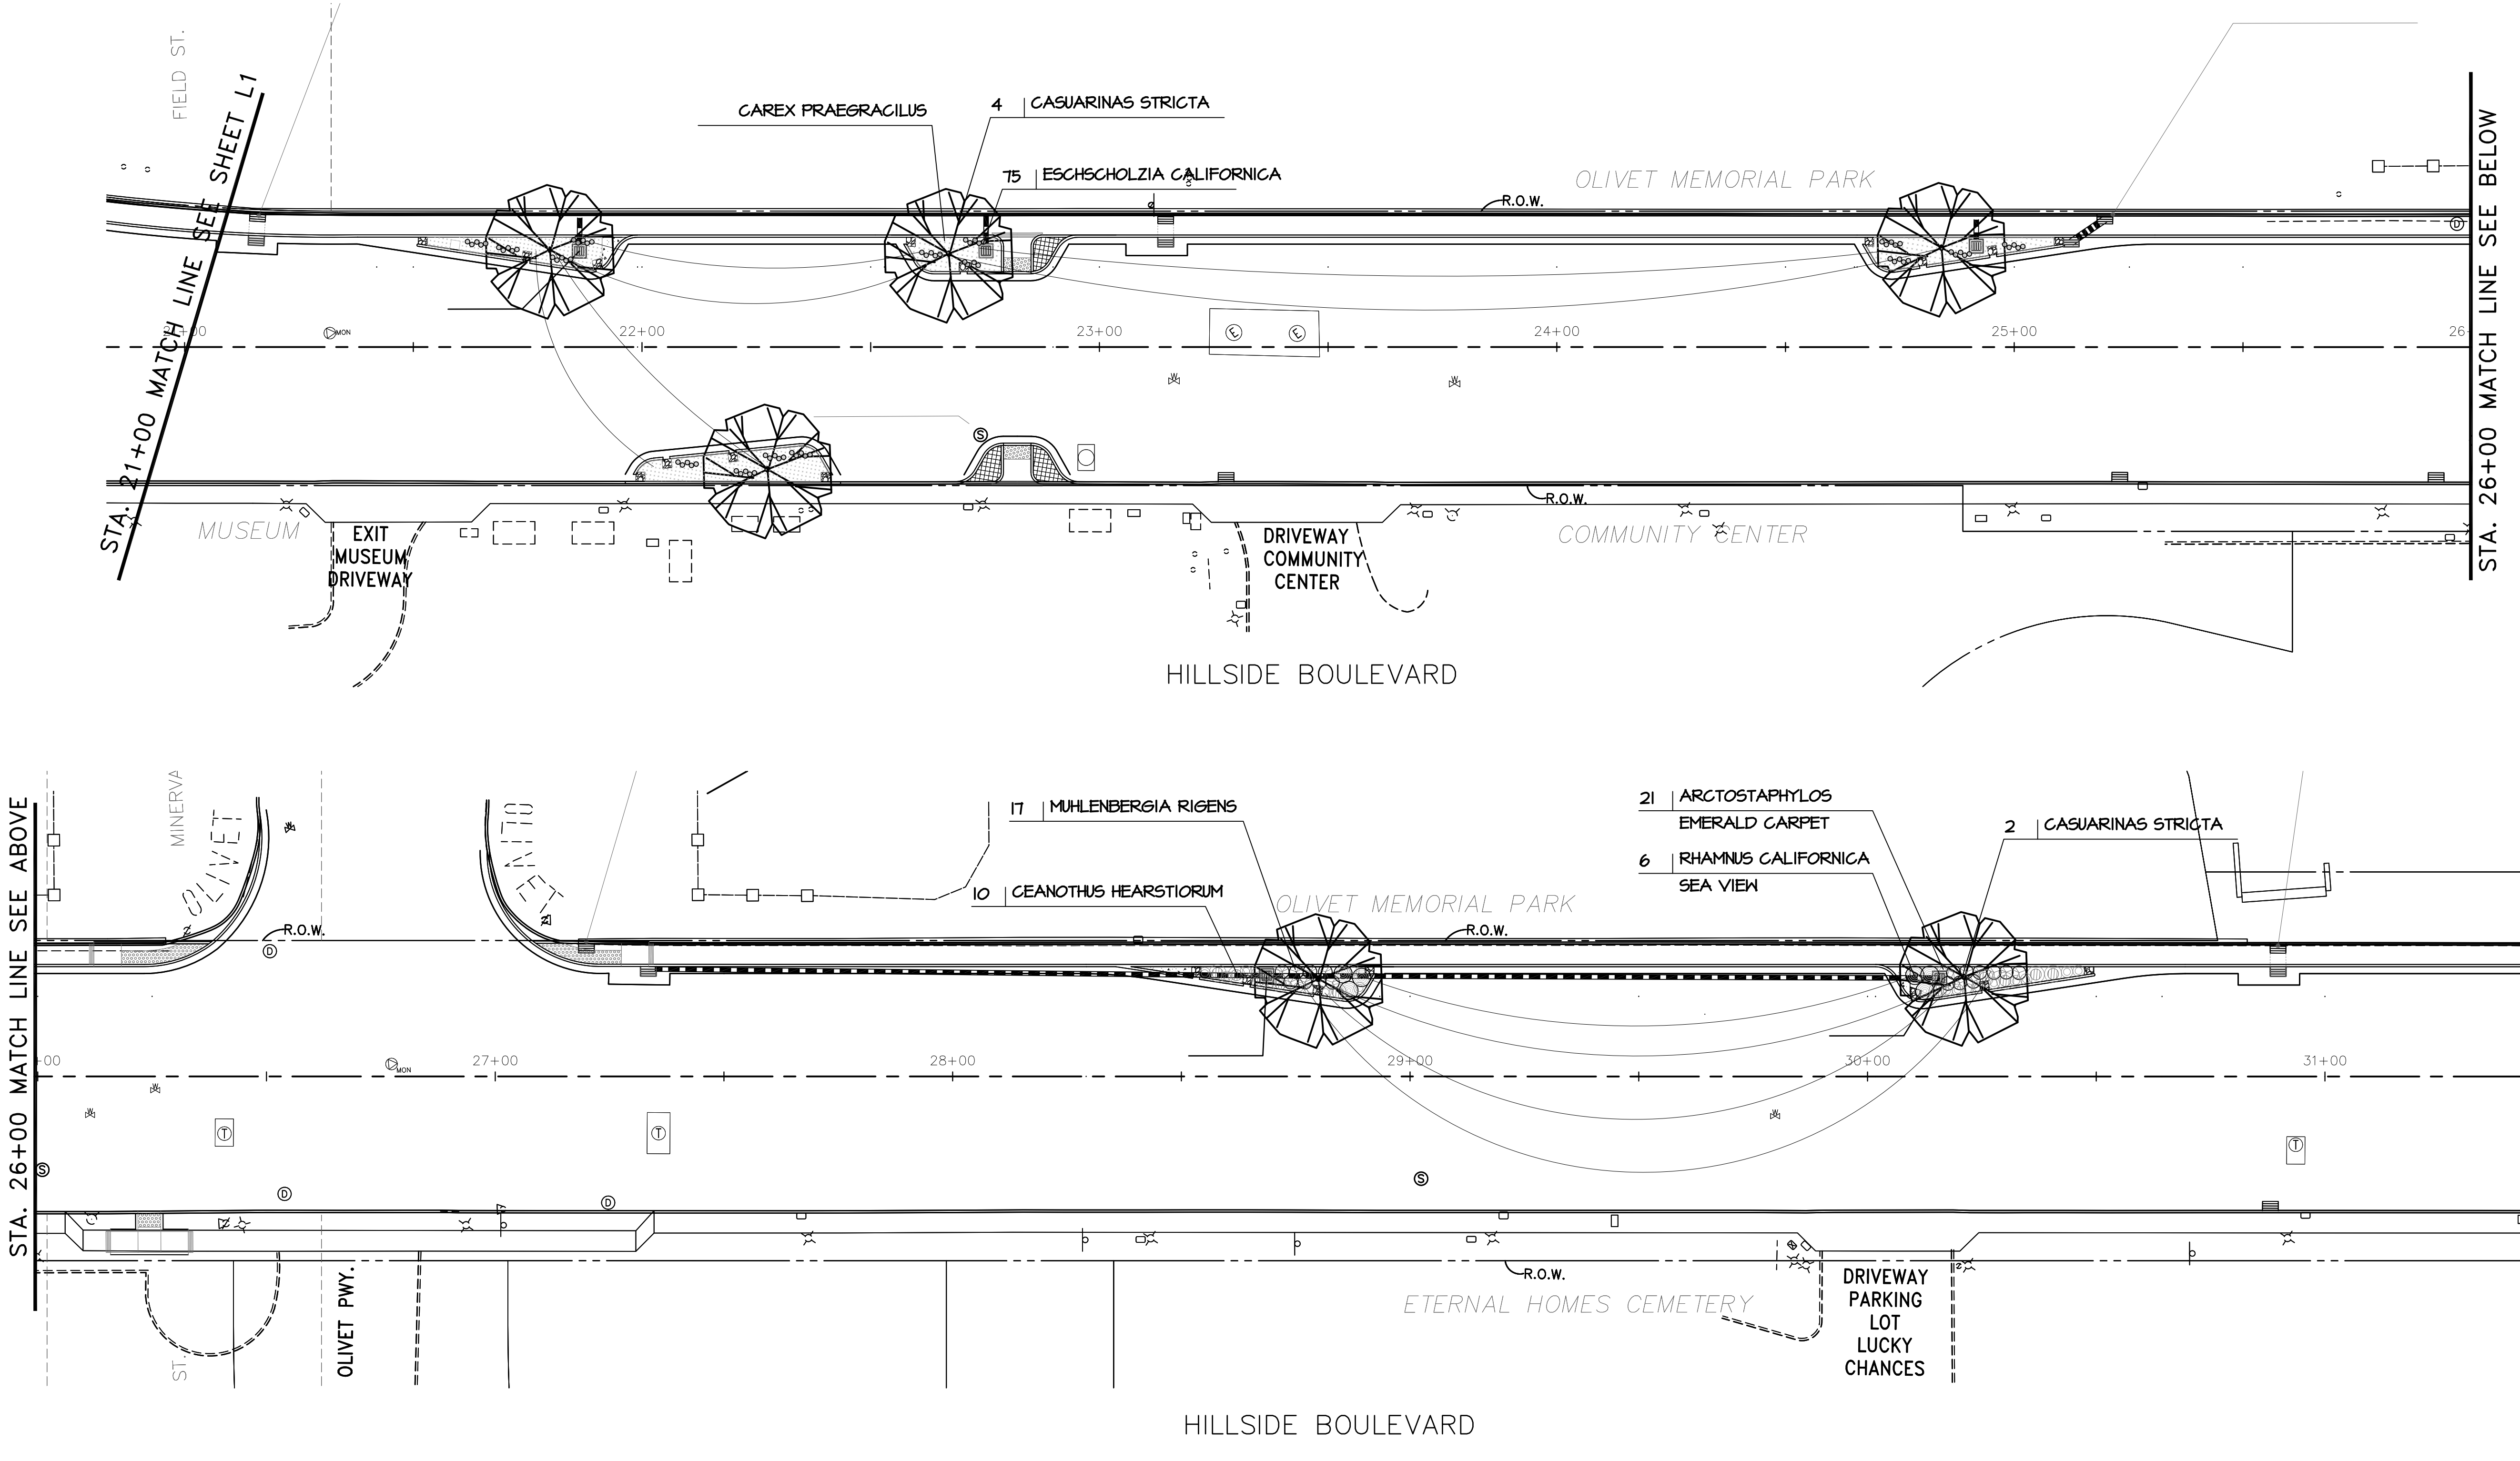 FIELD ST.
STA. 21+00 MATCH LINE SEE SHEET L1
CAREX PRAEGRACILUS
4 CASUARINAS STRICTA
75 ESCHSCHOLZIA CALIFORNICA
OLIVET MEMORIAL PARK
R.O.W.
D
21+00
MON
22+00
23+00
E
E
24+00
25+00
26
W
W
S
R.O.W.
MUSEUM
EXIT
MUSEUM
DRIVEWAY
DRIVEWAY
COMMUNITY
CENTER
COMMUNITY CENTER
STA. 26+00 MATCH LINE SEE BELOW
HILLSIDE BOULEVARD
STA. 26+00 MATCH LINE SEE ABOVE
MINERVA
OLIVET
OLIVET
W
17 MUHLENBERGIA RIGENS
10 CEANOTHUS HEARSTIORUM
21 ARCTOSTAPHYLOS
EMERALD CARPET
6 RHAMNUS CALIFORNICA
SEA VIEW
2 CASUARINAS STRICTA
OLIVET MEMORIAL PARK
R.O.W.
R.O.W.
D
+00
27+00
MON
28+00
29+00
30+00
31+00
W
W
W
T
T
T
S
S
D
D
R.O.W.
ST.
OLIVET PWY.
ETERNAL HOMES CEMETERY
DRIVEWAY
PARKING
LOT
LUCKY
CHANCES
HILLSIDE BOULEVARD